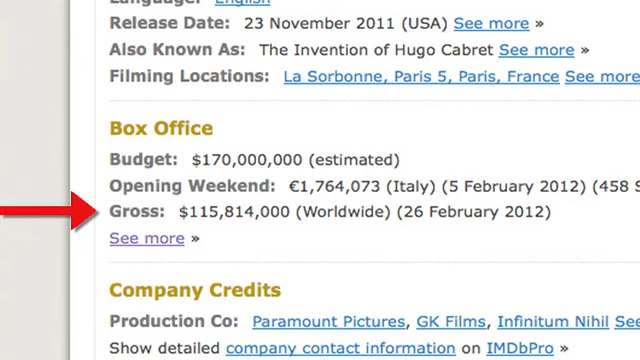 Language: English
Release Date: 23 November 2011 (USA) See more »
Also Known As: The Invention of Hugo Cabret See more »
Filming Locations: La Sorbonne, Paris 5, Paris, France See more
Box Office
Budget: $170,000,000 (estimated)
Opening Weekend: €1,764,073 (Italy) (5 February 2012) (458 S
Gross: $115,814,000 (Worldwide) (26 February 2012)
See more »
Company Credits
Production Co: Paramount Pictures, GK Films, Infinitum Nihil See
Show detailed company contact information on IMDbPro »